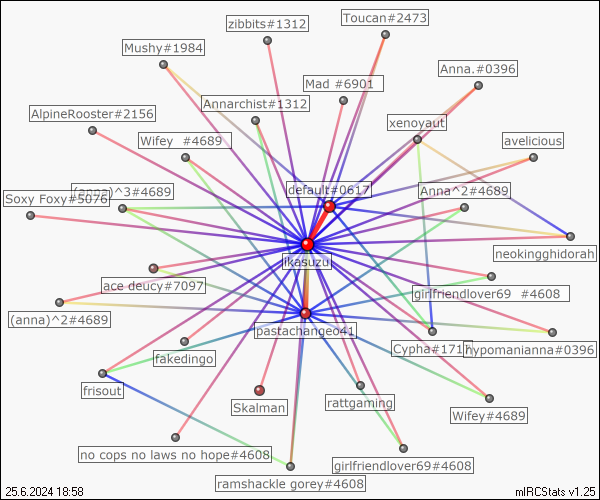 Toucan#2473
zibbits#1312
Mushy#1984
Anna.#0396
Mad #6901
Annarchist#1312
AlpineRooster#2156
xenoyaut
Wifey #4689
avelicious
default#0617
Anna^2#4689
(anna)^3#4689
Soxy Foxy#5076
neokingghidorah
ikasuzu
ace deucy#7097
girlfriendlover69 #4608
(anna)^2#4689
pastachange41
Cypha#171
hypomanianna#0396
fakedingo
frisout
Skalman
rattgaming
Wifey#4689
no cops no laws no hope#4608
girlfriendlover69#4608
ramshackle gorey#4608
25.6.2024 18:58
mIRCStats v1.25